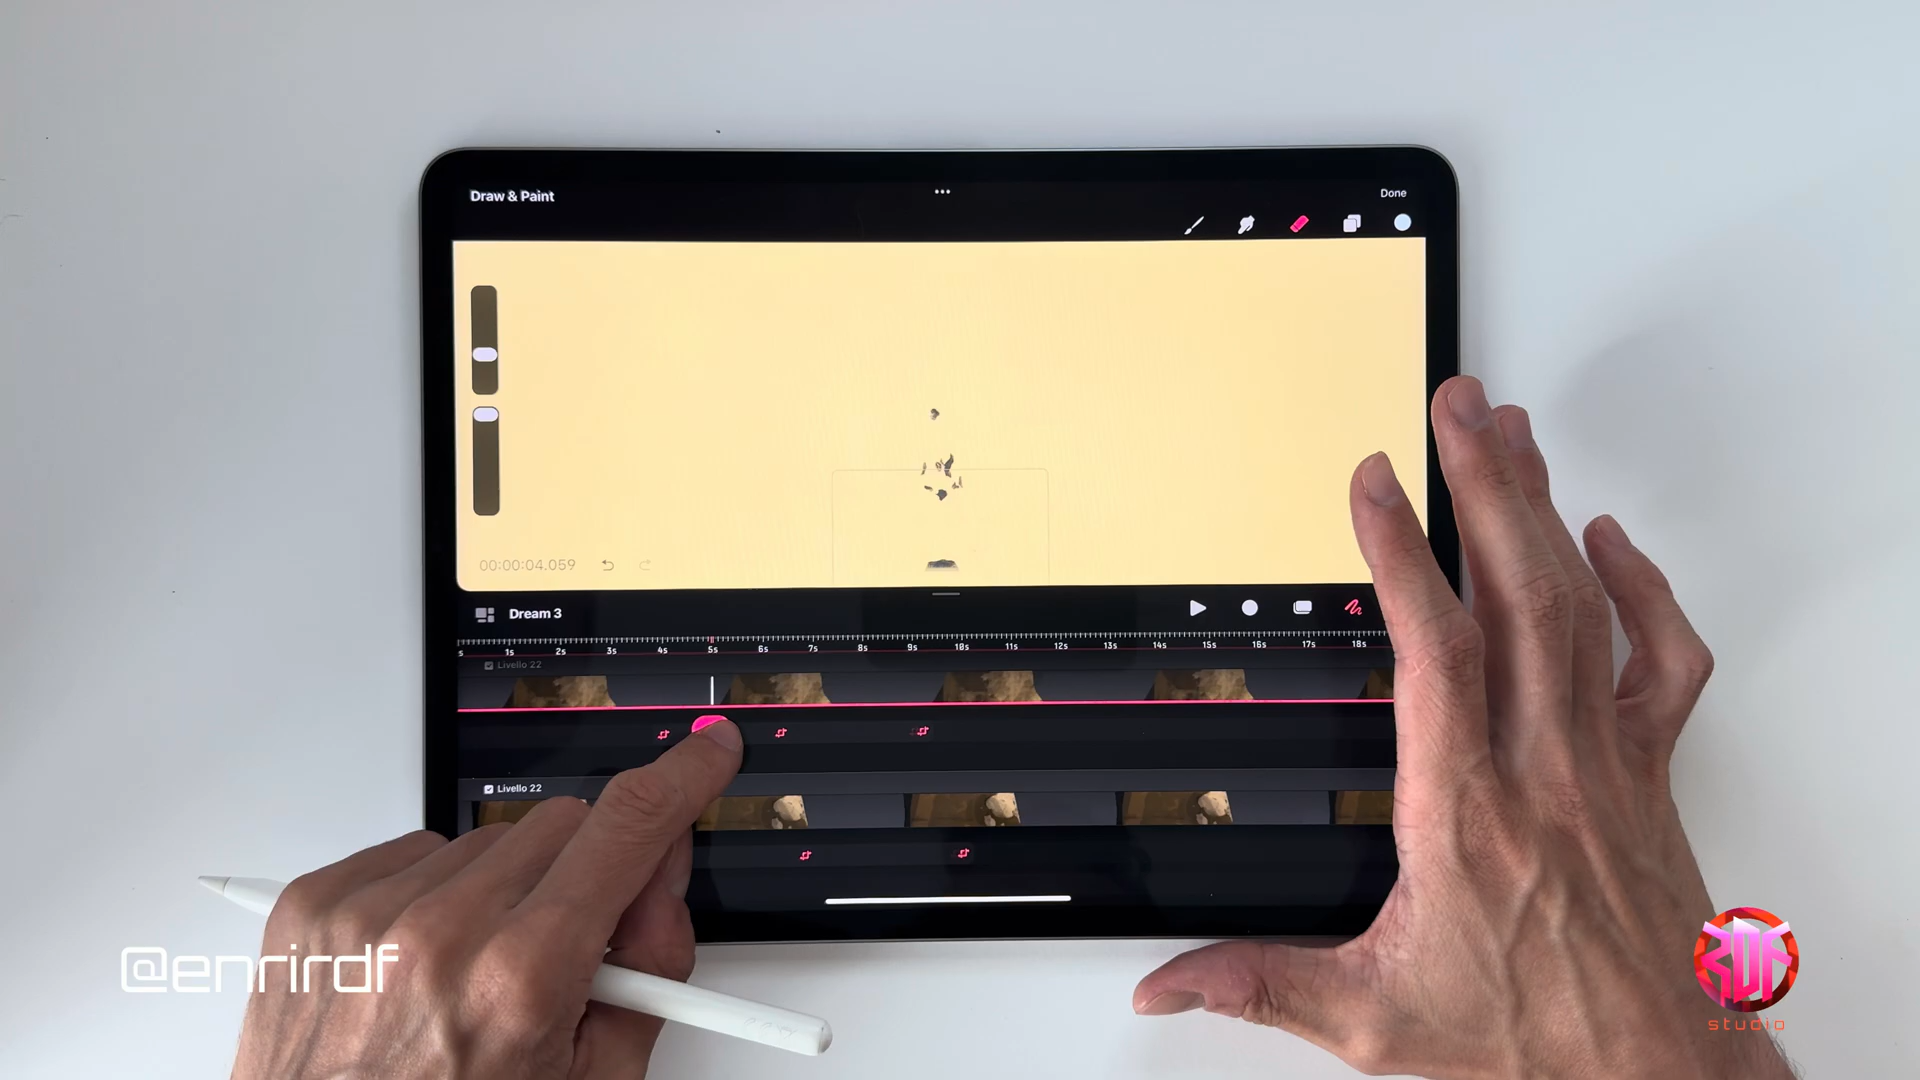 Draw & Paint
Done
00:00:04.059
Dream 3
s 1s 2s 3s 4s 5s 6s 7s 8s 9s 10s 11s 12s 13s 14s 15s 16s 17s 18s
Livello 22
Livello 22
@enrirdf
RDF
studio